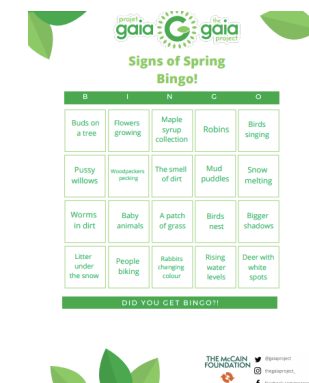 projet gaia
the gaia project
Signs of Spring
Bingo!
B I N G O
Buds on
a tree
Flowers
growing
Maple
syrup
collection
Robins
Birds
singing
Pussy
willows
Woodpeckers
pecking
The smell
of dirt
Mud
puddles
Snow
melting
Worms
in dirt
Baby
animals
A patch
of grass
Birds
nest
Bigger
shadows
Litter
under
the snow
People
biking
Rabbits
changing
colour
Rising
water
levels
Deer with
white
spots
DID YOU GET BINGO?!
THE McCAIN
FOUNDATION
@gaiaproject
thegaiaproject_